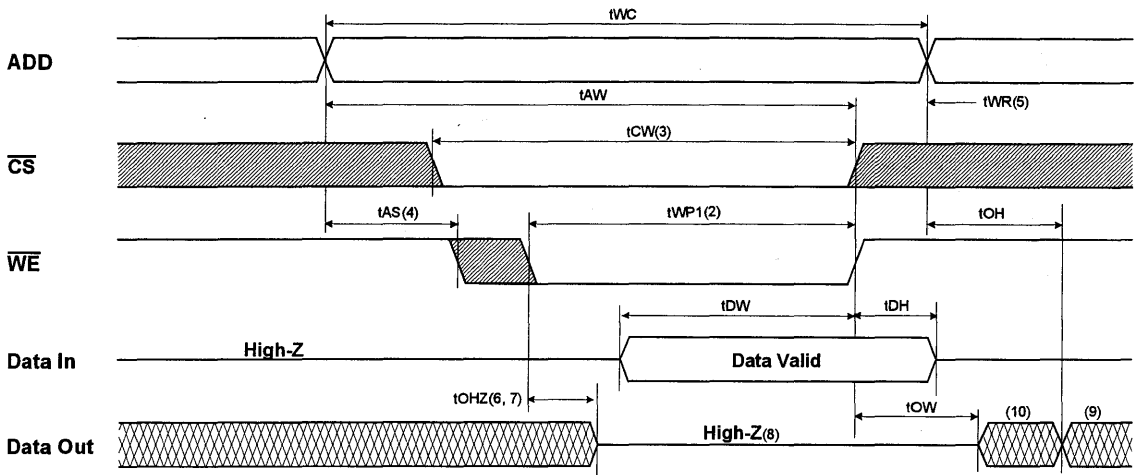 tWC
ADD
tAW
tWR(5)
tCW(3)
CS
tAS(4)
tWP1(2)
tOH
WE
tDW
tDH
High-Z
Data In
Data Valid
tOHZ(6, 7)
tOW
(10)
(9)
High-Z(8)
Data Out